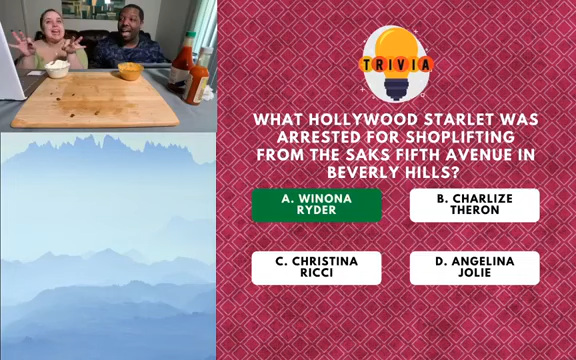 TRIVIA
WHAT HOLLYWOOD STARLET WAS
ARRESTED FOR SHOPLIFTING
FROM THE SAKS FIFTH AVENUE IN
BEVERLY HILLS?
A. WINONA
RYDER
B. CHARLIZE
THERON
C. CHRISTINA
RICCI
D. ANGELINA
JOLIE